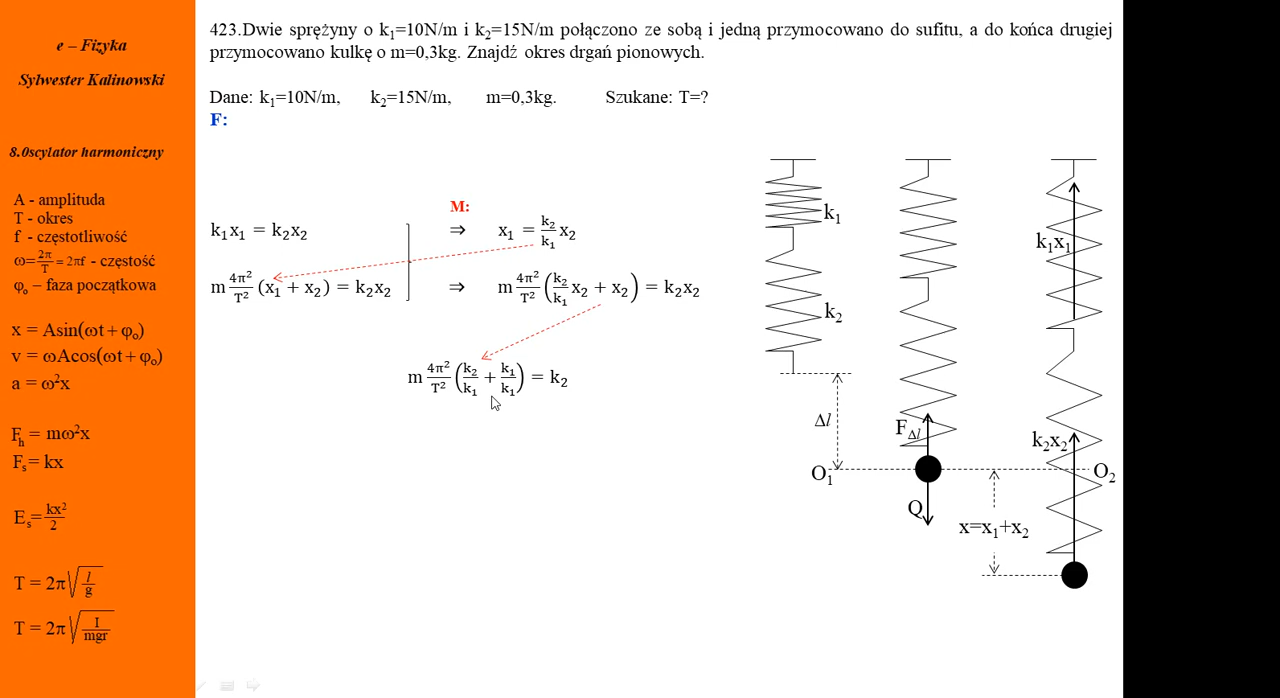 e – Fizyka
Sylwester Kalinowski
8.Oscylator harmoniczny
A - amplituda
T - okres
f - częstotliwość
ω=2π/T = 2πf - częstość
φₒ – faza początkowa
x = Asin(ωt + φₒ)
v = ωAcos(ωt + φₒ)
a = ω²x
Fₕ = mω²x
Fₛ= kx
Eₛ=kx²/2
T = 2π√(l/g)
T = 2π√(I/mgr)
423.Dwie sprężyny o k₁=10N/m i k₂=15N/m połączono ze sobą i jedną przymocowano do sufitu, a do końca drugiej
przymocowano kulkę o m=0,3kg. Znajdź okres drgań pionowych.
Dane: k₁=10N/m, k₂=15N/m, m=0,3kg. Szukane: T=?
F:
M:
k₁x₁ = k₂x₂ ⇒ x₁ = k₂/k₁ x₂
m 4π²/T² (x₁ + x₂) = k₂x₂ ⇒ m 4π²/T² (k₂/k₁ x₂ + x₂) = k₂x₂
m 4π²/T² (k₂/k₁ + k₁/k₁) = k₂
k₁
k₂
Δl
O₁
F_Δl
Q
k₁x₁
k₂x₂
O₂
x=x₁+x₂